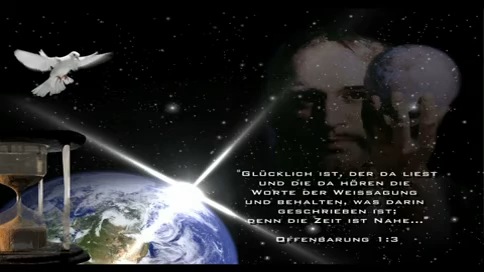 "Glücklich ist, der da liest
und die da hören die
Worte der Weissagung
und behalten, was darin
geschrieben ist;
denn die Zeit ist Nahe..."
Offenbarung 1:3